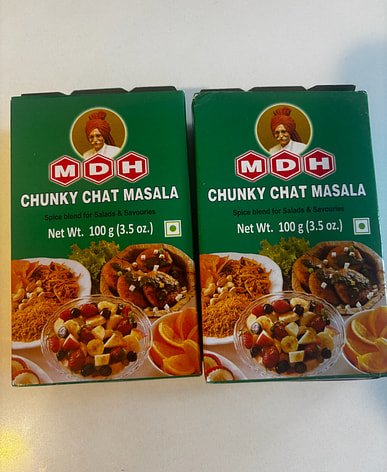 MDH
CHUNKY CHAT MASALA
Spice blend for Salads & Savouries
Net Wt. 100 g (3.5 oz.)
MDH
CHUNKY CHAT MASALA
Spice blend for Salads & Savouries
Net Wt. 100 g (3.5 oz.)